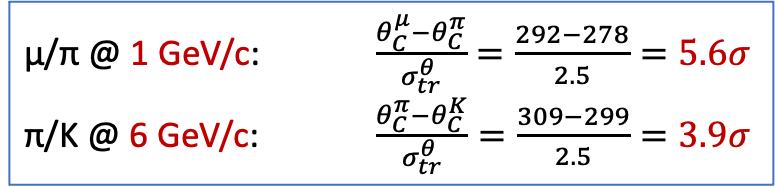 μ/π @ 1 GeV/c: (θ_C^μ − θ_C^π)/σ_tr^θ = (292−278)/2.5 = 5.6σ
π/K @ 6 GeV/c: (θ_C^π − θ_C^K)/σ_tr^θ = (309−299)/2.5 = 3.9σ